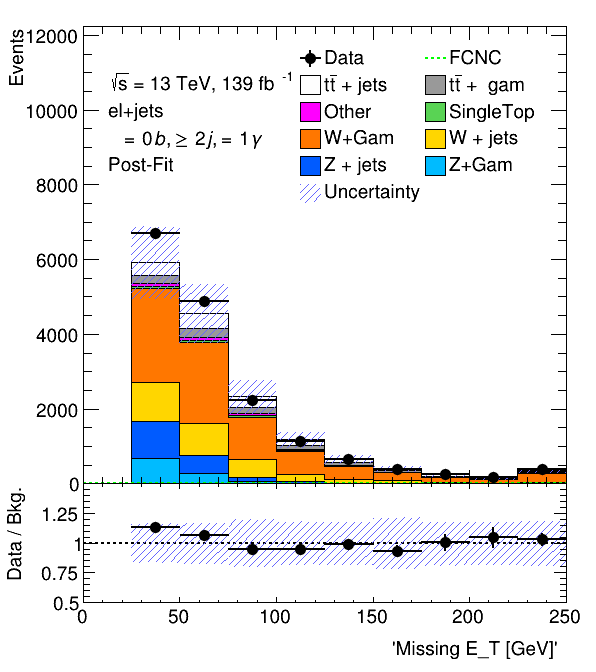 Events
12000
10000
8000
6000
4000
2000
0
√s = 13 TeV, 139 fb⁻¹
el+jets
= 0b, ≥ 2j, = 1γ
Post-Fit
Data
FCNC
tt̄ + jets
tt̄ + gam
Other
SingleTop
W+Gam
W + jets
Z + jets
Z+Gam
Uncertainty
Data / Bkg.
1.25
1
0.75
0.5
0 50 100 150 200 250
'Missing E_T [GeV]'